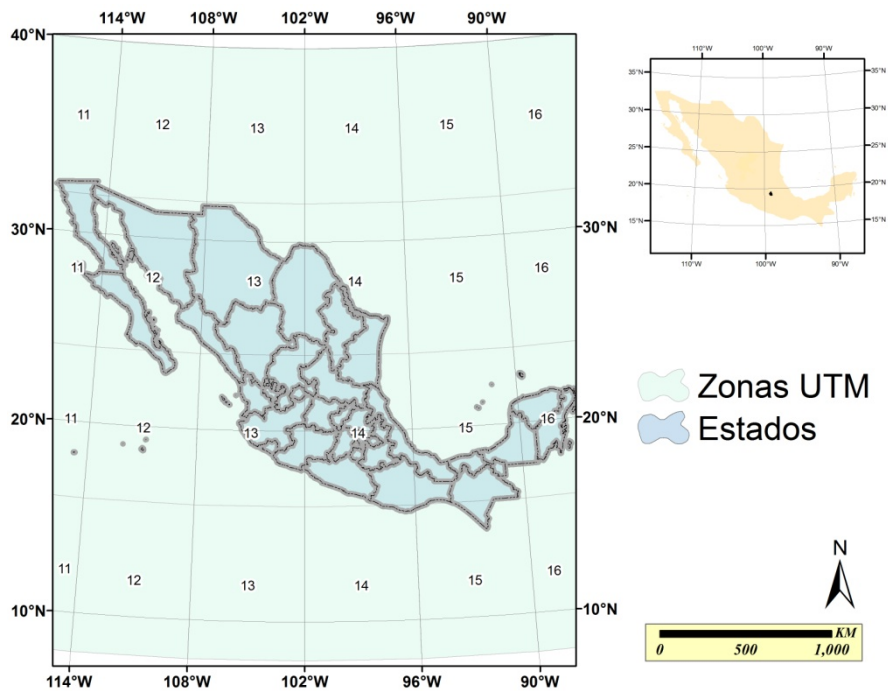 114°W 108°W 102°W 96°W 90°W
40°N
11 12 13 14 15 16
30°N 30°N
11 12 13 14 15 16
20°N 20°N
11 12 13 14 15 16
11 12 13 14 15 16
10°N 10°N
114°W 108°W 102°W 96°W 90°W
110°W 100°W 90°W
35°N 35°N
30°N 30°N
25°N 25°N
20°N 20°N
15°N 15°N
110°W 100°W 90°W
Zonas UTM
Estados
N
KM
0 500 1,000